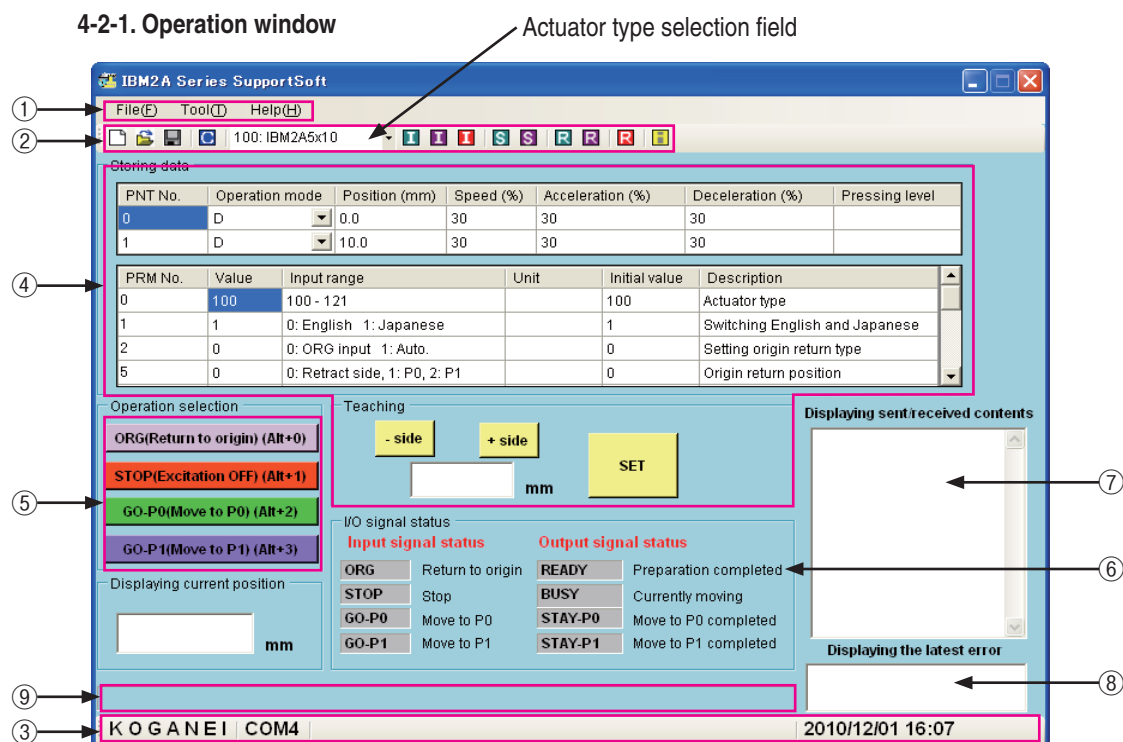 4-2-1. Operation window
Actuator type selection field
IBM2A Series SupportSoft
① File(F) Tool(T) Help(H)
② C 100: IBM2A5x10 I I I S S R R R i
Storing data
PNT No. Operation mode Position (mm) Speed (%) Acceleration (%) Deceleration (%) Pressing level
0 D 0.0 30 30 30
1 D 10.0 30 30 30
④
PRM No. Value Input range Unit Initial value Description
0 100 100 - 121 100 Actuator type
1 1 0: English 1: Japanese 1 Switching English and Japanese
2 0 0: ORG input 1: Auto. 0 Setting origin return type
5 0 0: Retract side, 1: P0, 2: P1 0 Origin return position
Operation selection
ORG(Return to origin) (Alt+0)
STOP(Excitation OFF) (Alt+1)
⑤
GO-P0(Move to P0) (Alt+2)
GO-P1(Move to P1) (Alt+3)
Teaching
- side + side
SET
mm
Displaying sent/received contents
⑦
I/O signal status
Input signal status Output signal status
ORG Return to origin READY Preparation completed ⑥
STOP Stop BUSY Currently moving
GO-P0 Move to P0 STAY-P0 Move to P0 completed
GO-P1 Move to P1 STAY-P1 Move to P1 completed
Displaying current position
mm
Displaying the latest error
⑧
⑨
③ KOGANEI COM4 2010/12/01 16:07